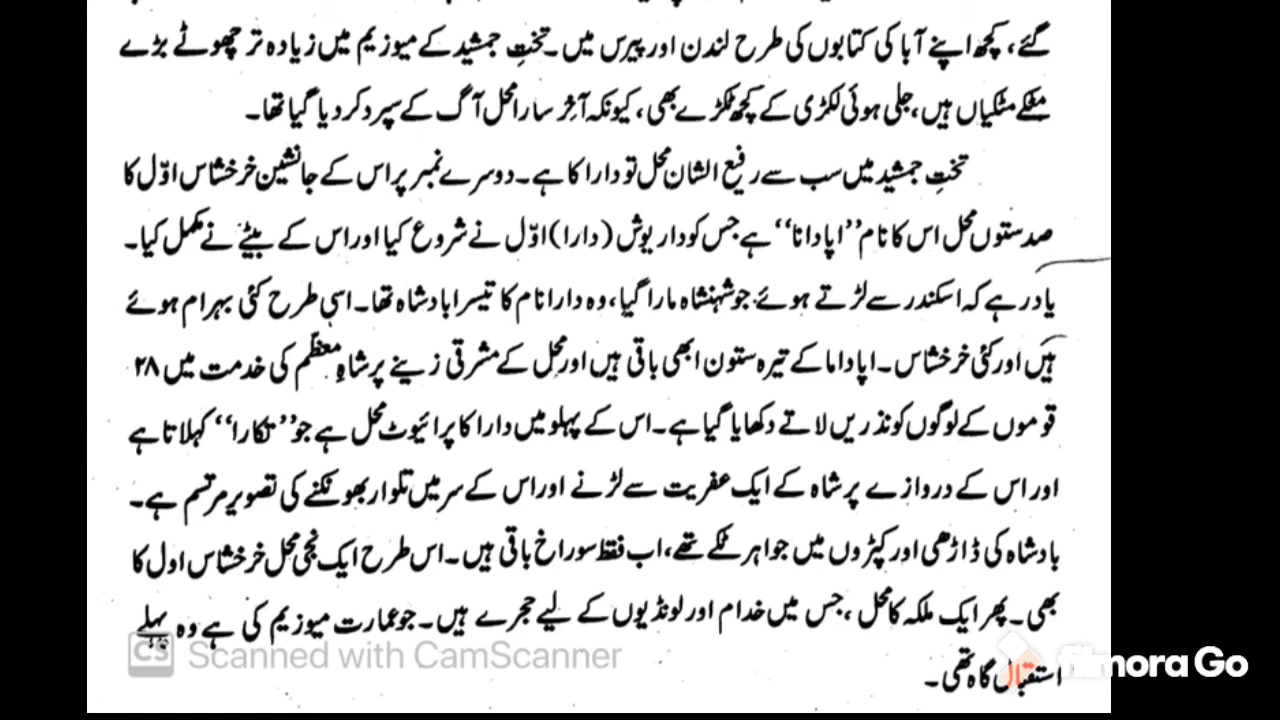 گئے، کچھ اپنے آبا کی کتابوں کی طرح لندن اور پیرس میں۔ تختِ جمشید کے میوزیم میں زیادہ تر چھوٹے بڑے
مٹکے مٹکیاں ہیں، جلی ہوئی لکڑی کے کچھ ٹکڑے بھی، کیونکہ آخر سارا محل آگ کے سپرد کر دیا گیا تھا۔
تختِ جمشید میں سب سے رفیع الشان محل تو دارا کا ہے۔ دوسرے نمبر پر اس کے جانشین خرخشاس اوّل کا
صد ستوں محل اس کا نام ”اپادانا“ ہے جس کو داریوش (دارا) اوّل نے شروع کیا اور اس کے بیٹے نے مکمل کیا۔
یاد رہے کہ اسکندر سے لڑتے ہوئے جو شہنشاہ مارا گیا، وہ دارا نام کا تیسرا بادشاہ تھا۔ اسی طرح کئی بہرام ہوئے
ہیں اور کئی خرخشاس۔ اپاداما کے تیرہ ستون ابھی باقی ہیں اور محل کے مشرقی زینے پر شاہِ معظّم کی خدمت میں ۲۸
قوموں کے لوگوں کو نذریں لاتے دکھایا گیا ہے۔ اس کے پہلو میں دارا کا پرائیوٹ محل ہے جو ”تکارا“ کہلاتا ہے
اور اس کے دروازے پر شاہ کے ایک عفریت سے لڑنے اور اس کے سر میں تلوار بھونکنے کی تصویر مرتسم ہے۔
بادشاہ کی ڈاڑھی اور کپڑوں میں جواہر ٹکے تھے، اب فقط سوراخ باقی ہیں۔ اس طرح ایک نجی محل خرخشاس اول کا
بھی۔ پھر ایک ملکہ کا محل، جس میں خدام اور لونڈیوں کے لیے حجرے ہیں۔ جو عمارت میوزیم کی ہے وہ پہلے
استقبال گاہ تھی۔
CS Scanned with CamScanner
filmora Go